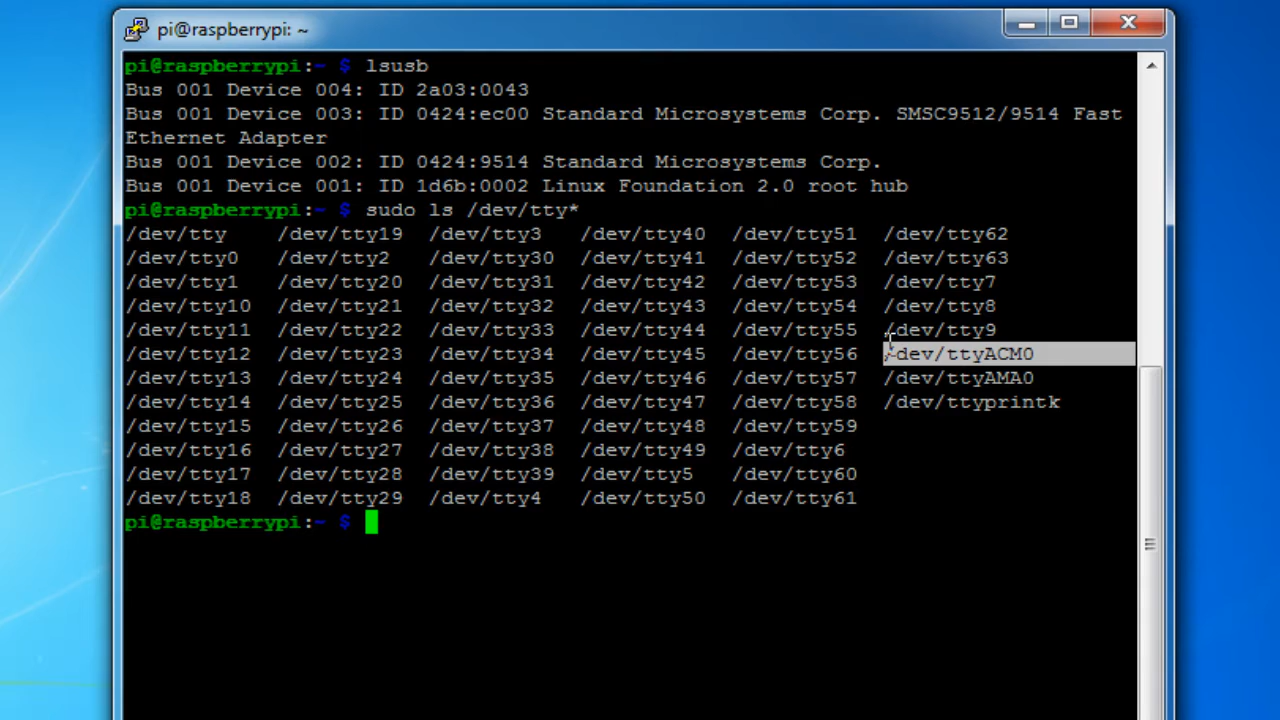 pi@raspberrypi: ~
pi@raspberrypi:~ $ lsusb
Bus 001 Device 004: ID 2a03:0043
Bus 001 Device 003: ID 0424:ec00 Standard Microsystems Corp. SMSC9512/9514 Fast
Ethernet Adapter
Bus 001 Device 002: ID 0424:9514 Standard Microsystems Corp.
Bus 001 Device 001: ID 1d6b:0002 Linux Foundation 2.0 root hub
pi@raspberrypi:~ $ sudo ls /dev/tty*
/dev/tty /dev/tty19 /dev/tty3 /dev/tty40 /dev/tty51 /dev/tty62
/dev/tty0 /dev/tty2 /dev/tty30 /dev/tty41 /dev/tty52 /dev/tty63
/dev/tty1 /dev/tty20 /dev/tty31 /dev/tty42 /dev/tty53 /dev/tty7
/dev/tty10 /dev/tty21 /dev/tty32 /dev/tty43 /dev/tty54 /dev/tty8
/dev/tty11 /dev/tty22 /dev/tty33 /dev/tty44 /dev/tty55 /dev/tty9
/dev/tty12 /dev/tty23 /dev/tty34 /dev/tty45 /dev/tty56 /dev/ttyACM0
/dev/tty13 /dev/tty24 /dev/tty35 /dev/tty46 /dev/tty57 /dev/ttyAMA0
/dev/tty14 /dev/tty25 /dev/tty36 /dev/tty47 /dev/tty58 /dev/ttyprintk
/dev/tty15 /dev/tty26 /dev/tty37 /dev/tty48 /dev/tty59
/dev/tty16 /dev/tty27 /dev/tty38 /dev/tty49 /dev/tty6
/dev/tty17 /dev/tty28 /dev/tty39 /dev/tty5 /dev/tty60
/dev/tty18 /dev/tty29 /dev/tty4 /dev/tty50 /dev/tty61
pi@raspberrypi:~ $